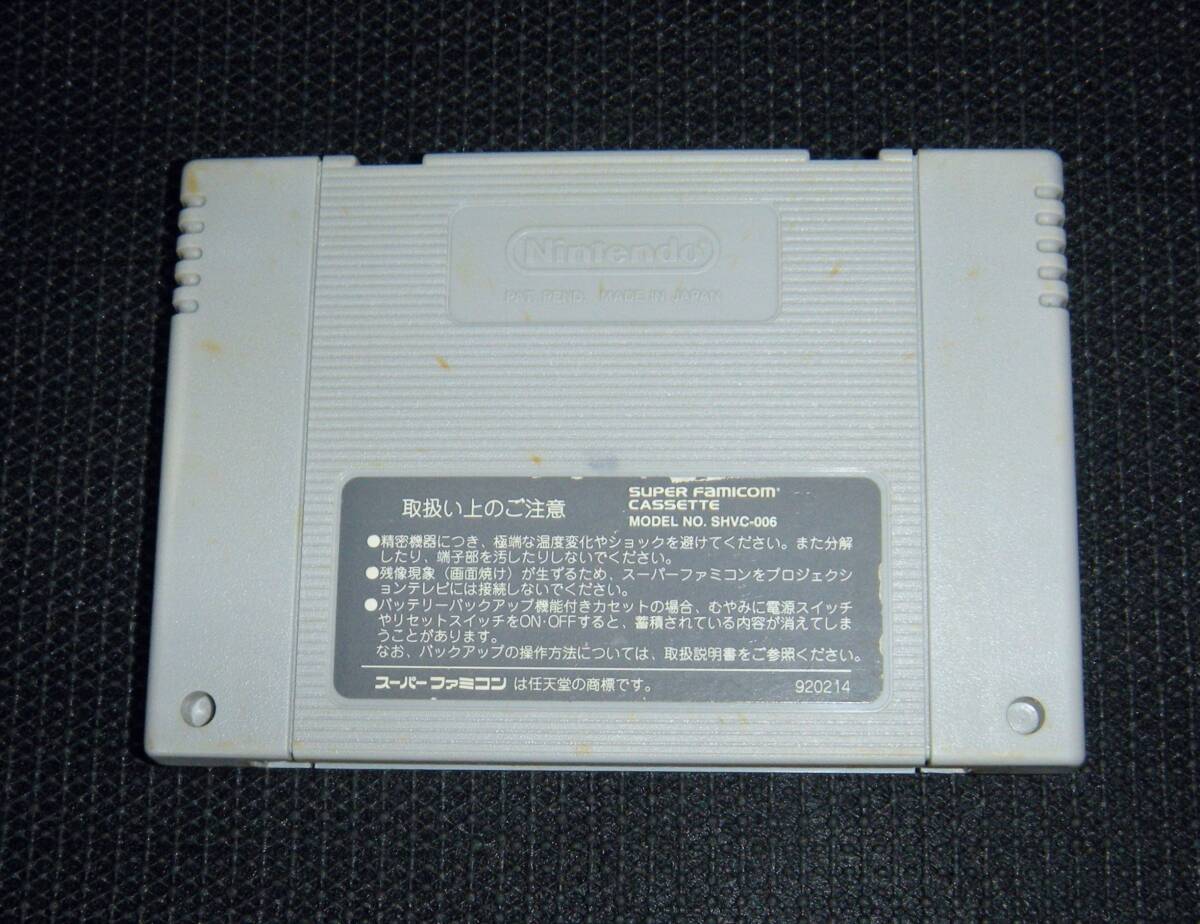 Nintendo
PAT. PEND. MADE IN JAPAN
取扱い上のご注意
SUPER FAMICOM
CASSETTE
MODEL NO. SHVC-006
●精密機器につき、極端な温度変化やショックを避けてください。また分解
したり、端子部を汚したりしないでください。
●残像現象（画面焼け）が生ずるため、スーパーファミコンをプロジェクシ
ョンテレビには接続しないでください。
●バッテリーバックアップ機能付きカセットの場合、むやみに電源スイッチ
やリセットスイッチをON·OFFすると、蓄積されている内容が消えてしま
うことがあります。
なお、バックアップの操作方法については、取扱説明書をご参照ください。
スーパーファミコンは任天堂の商標です。
920214